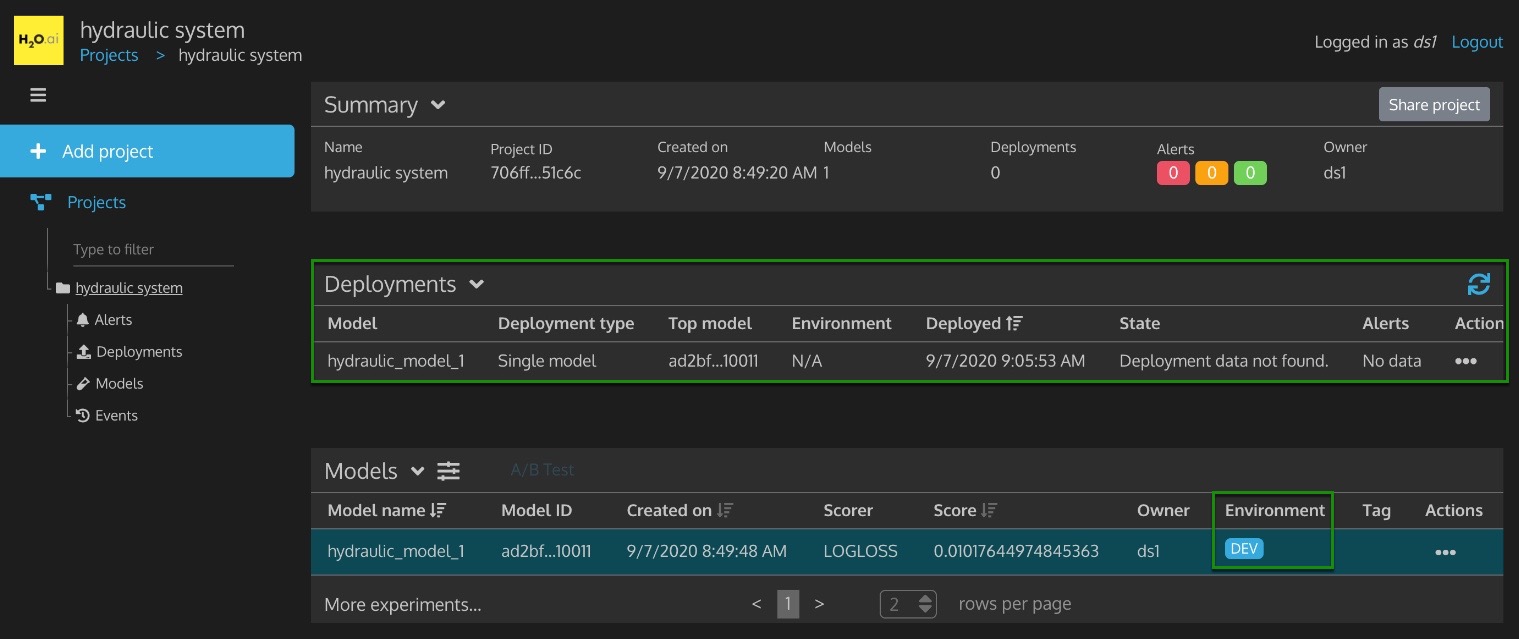 H2O.ai
hydraulic system
Projects > hydraulic system
Logged in as ds1 Logout
Add project
Projects
Type to filter
hydraulic system
Alerts
Deployments
Models
Events
Summary
Share project
Name Project ID Created on Models Deployments Alerts Owner
hydraulic system 706ff...51c6c 9/7/2020 8:49:20 AM 1 0 0 0 0 ds1
Deployments
Model Deployment type Top model Environment Deployed State Alerts Action
hydraulic_model_1 Single model ad2bf...10011 N/A 9/7/2020 9:05:53 AM Deployment data not found. No data •••
Models A/B Test
Model name Model ID Created on Scorer Score Owner Environment Tag Actions
hydraulic_model_1 ad2bf...10011 9/7/2020 8:49:48 AM LOGLOSS 0.01017644974845363 ds1 DEV •••
More experiments... < 1 > 2 rows per page